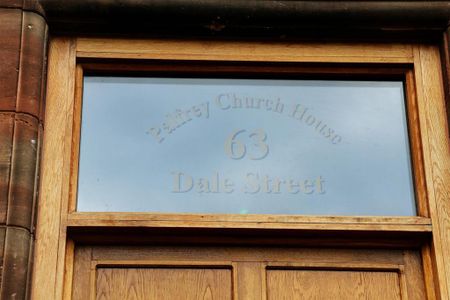 Palfrey Church House
63
Dale Street